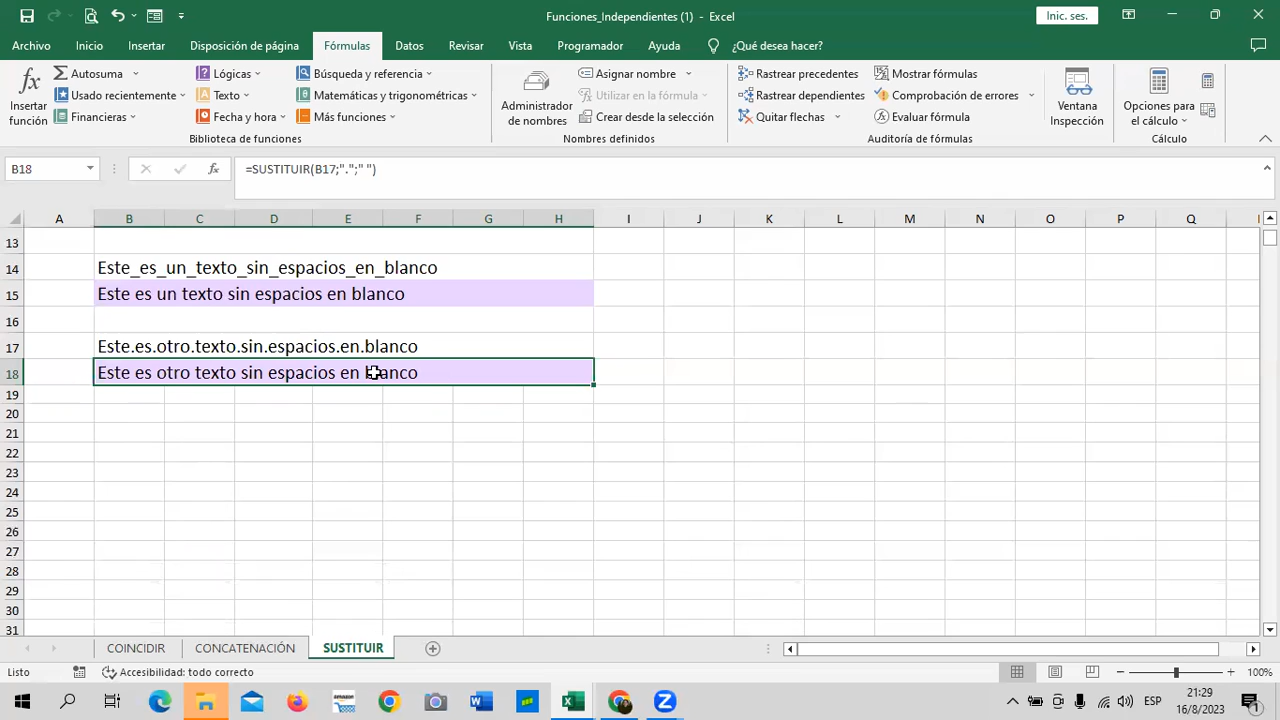 Funciones_Independientes (1) - Excel
Inic. ses.
Archivo Inicio Insertar Disposición de página Fórmulas Datos Revisar Vista Programador Ayuda ¿Qué desea hacer?
Insertar función
Autosuma
Usado recientemente
Financieras
Lógicas
Texto
Fecha y hora
Búsqueda y referencia
Matemáticas y trigonométricas
Más funciones
Biblioteca de funciones
Administrador de nombres
Asignar nombre
Utilizar en la fórmula
Crear desde la selección
Nombres definidos
Rastrear precedentes
Rastrear dependientes
Quitar flechas
Mostrar fórmulas
Comprobación de errores
Evaluar fórmula
Auditoría de fórmulas
Ventana Inspección
Opciones para el cálculo
Cálculo
B18 fx =SUSTITUIR(B17;".";" ")
A B C D E F G H I J K L M N O P Q
13
14 Este_es_un_texto_sin_espacios_en_blanco
15 Este es un texto sin espacios en blanco
16
17 Este.es.otro.texto.sin.espacios.en.blanco
18 Este es otro texto sin espacios en blanco
19
20
21
22
23
24
25
26
27
28
29
30
31
COINCIDIR CONCATENACIÓN SUSTITUIR
Listo Accesibilidad: todo correcto 100%
ESP
21:29
16/8/2023